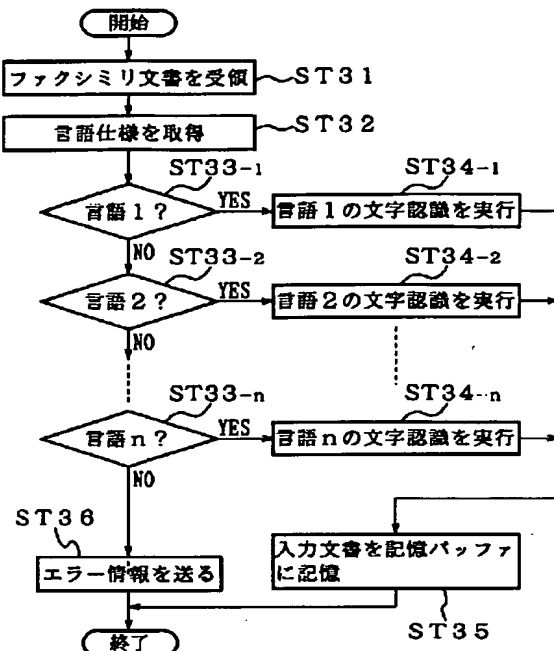 開始
ファクシミリ文書を受領 ST31
言語仕様を取得 ST32
ST33-1 ST34-1
言語1? YES 言語1の文字認識を実行
NO
ST33-2 ST34-2
言語2? YES 言語2の文字認識を実行
NO
ST33-n ST34-n
言語n? YES 言語nの文字認識を実行
NO
ST36
エラー情報を送る
入力文書を記憶バッファ
に記憶
ST35
終了